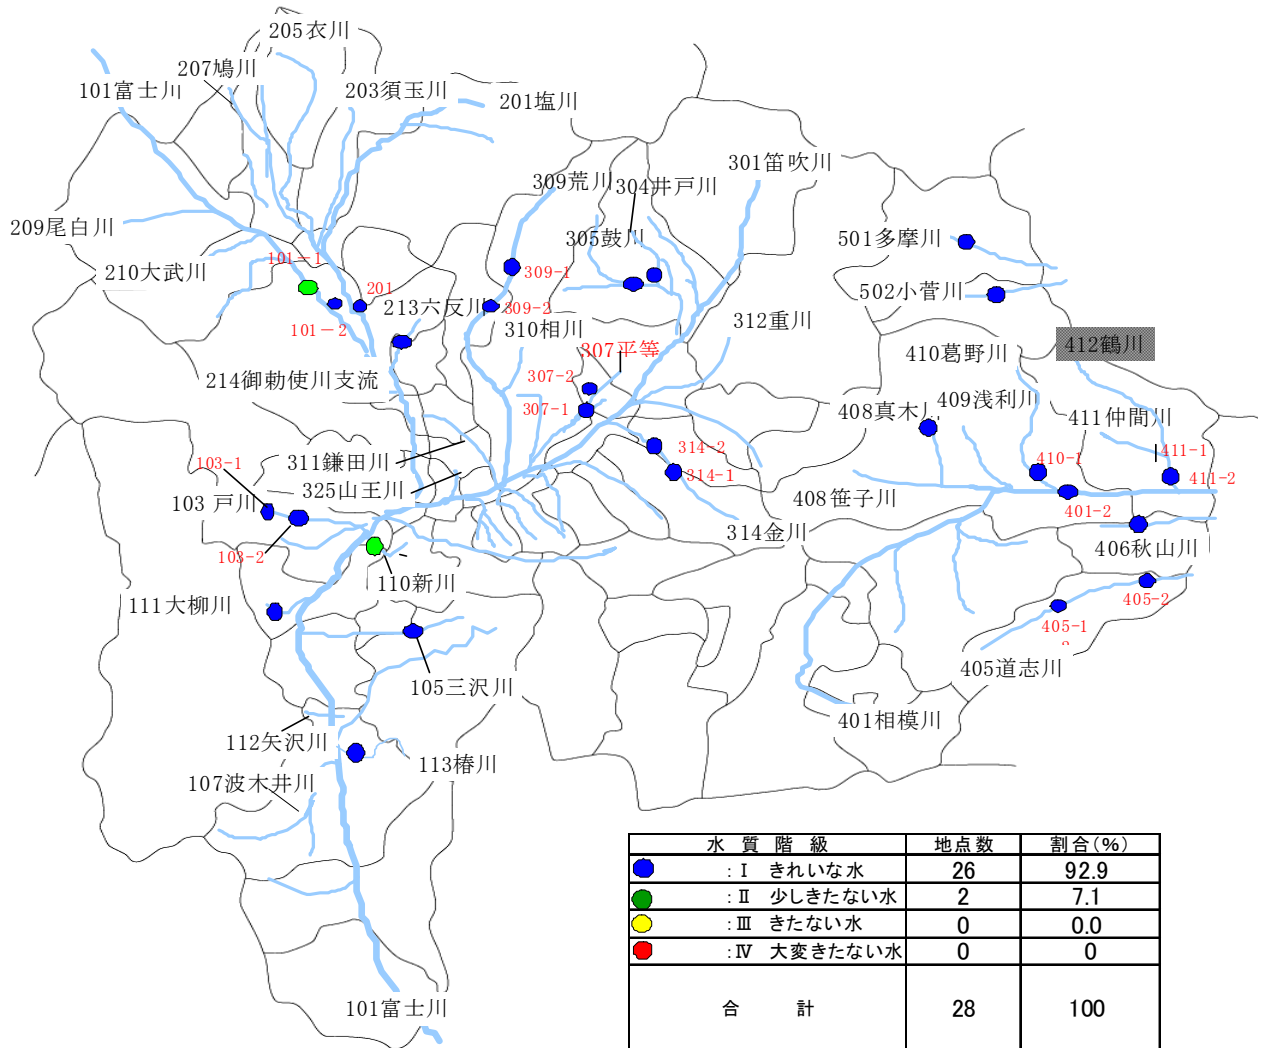 205衣川
207鳩川
101富士川
203須玉川
201塩川
301笛吹川
309荒川
304井戸川
209尾白川
305鼓川
501多摩川
101－1
210大武川
309-1
201
502小菅川
213六反川
309-2
312重川
101－2
310相川
412鶴川
307平等
410葛野川
214御勅使川支流
307-2
409浅利川
307-1
408真木川
411仲間川
314-2
411-1
103-1
311鎌田川
410-1
314-1
411-2
325山王川
408笹子川
103 戸川
401-2
314金川
406秋山川
103-2
110新川
405-2
111大柳川
405-1
405道志川
105三沢川
401相模川
112矢沢川
113椿川
107波木井川
水 質 階 級 地点数 割合(%)
：Ⅰ きれいな水 26 92.9
：Ⅱ 少しきたない水 2 7.1
：Ⅲ きたない水 0 0.0
：Ⅳ 大変きたない水 0 0
合 計 28 100
101富士川